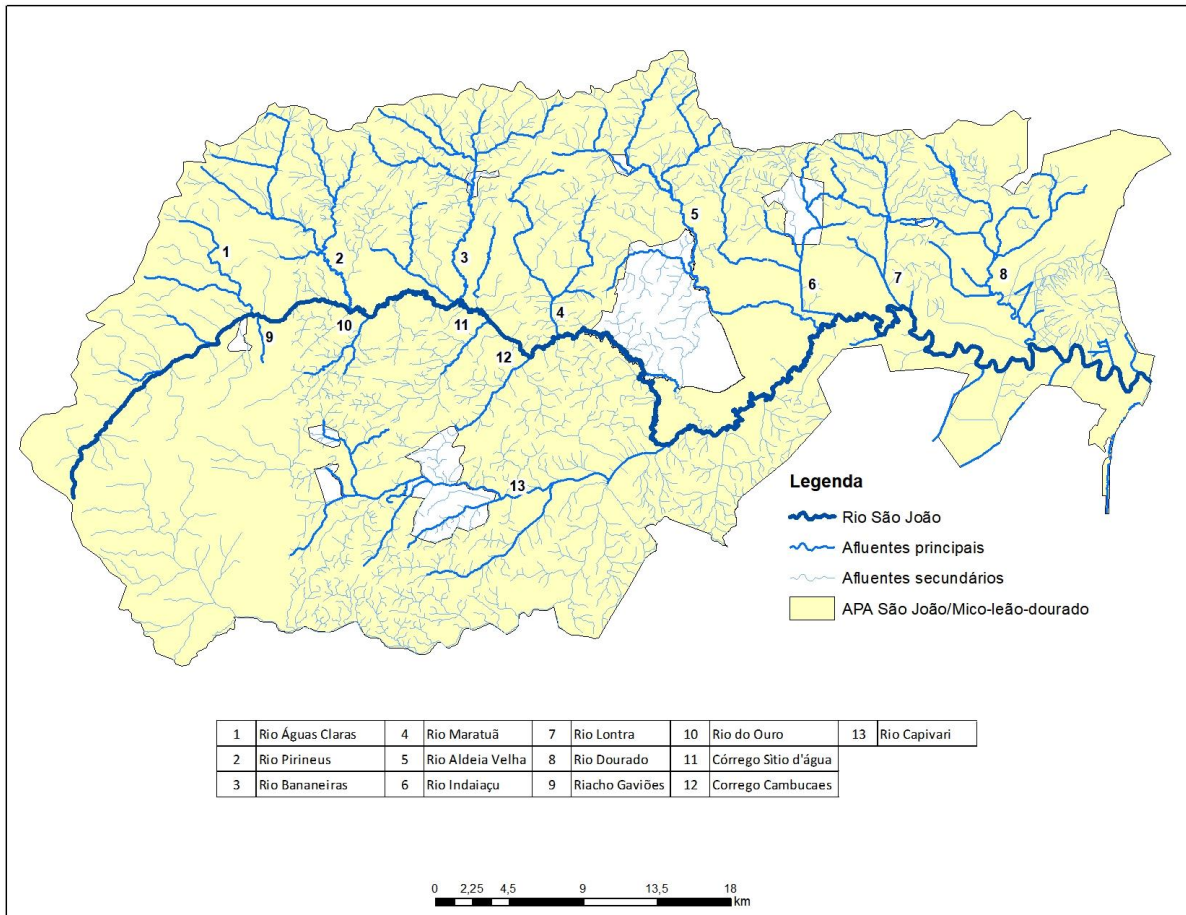 5
1
2
3
7
8
6
4
10
11
9
12
13
Legenda
Rio São João
Afluentes principais
Afluentes secundários
APA São João/Mico-leão-dourado
1 Rio Águas Claras 4 Rio Maratuã 7 Rio Lontra 10 Rio do Ouro 13 Rio Capivari
2 Rio Pirineus 5 Rio Aldeia Velha 8 Rio Dourado 11 Córrego Sìtio d'água
3 Rio Bananeiras 6 Rio Indaiaçu 9 Riacho Gaviões 12 Corrego Cambucaes
0 2,25 4,5 9 13,5 18
km